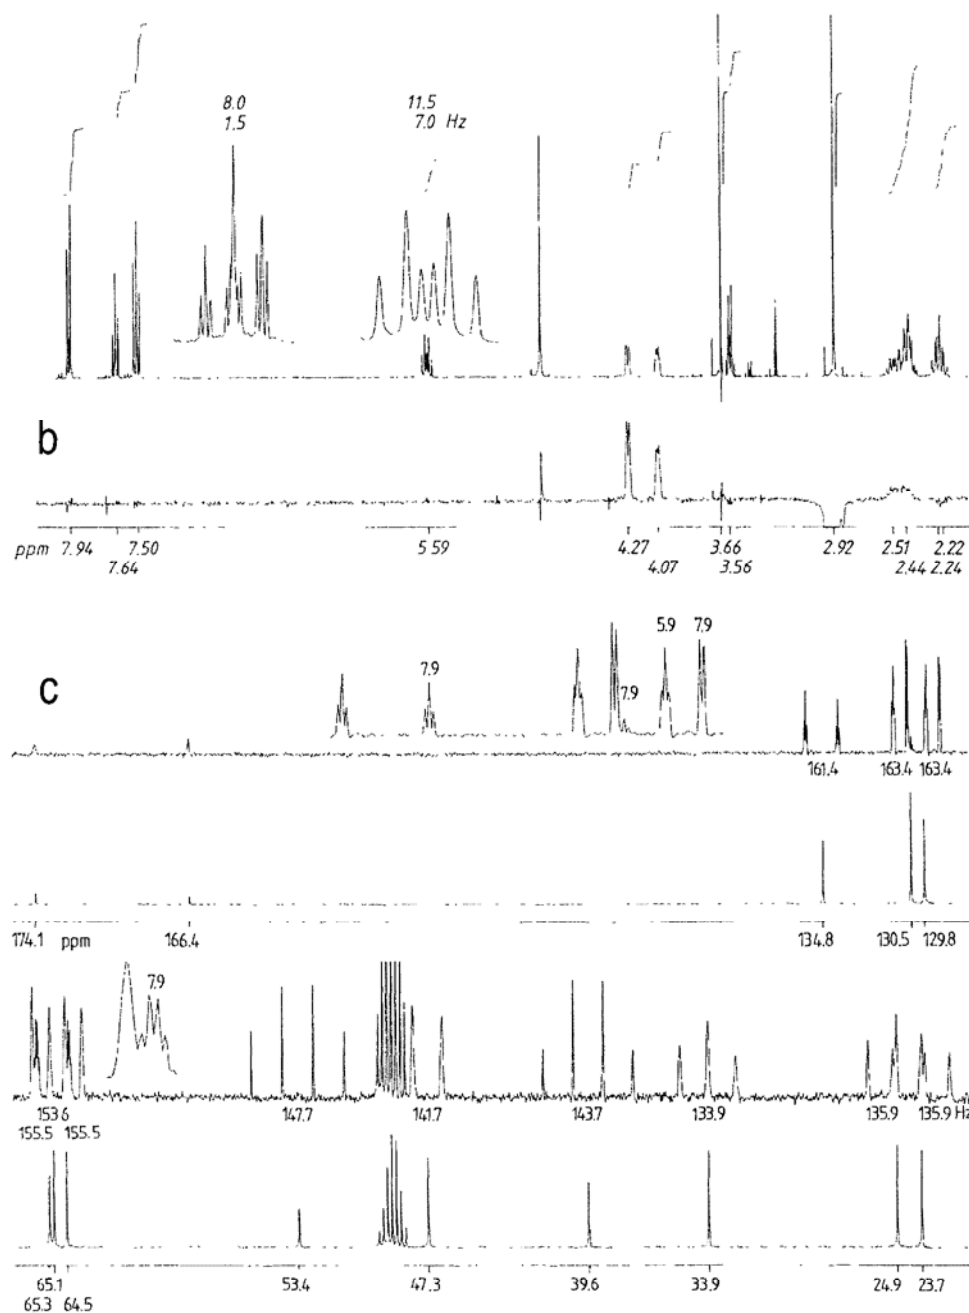 8.0 11.5
1.5 7.0 Hz
b
ppm 7.94 7.50 5.59 4.27 3.66 2.92 2.51 2.22
7.64 4.07 3.56 2.44 2.24
5.9 7.9
7.9
7.9
c
161.4 163.4 163.4
174.1 ppm 166.4 134.8 130.5 129.8
7.9
153.6 147.7 141.7 143.7 133.9 135.9 135.9 Hz
155.5 155.5
65.1 53.4 47.3 39.6 33.9 24.9 23.7
65.3 64.5